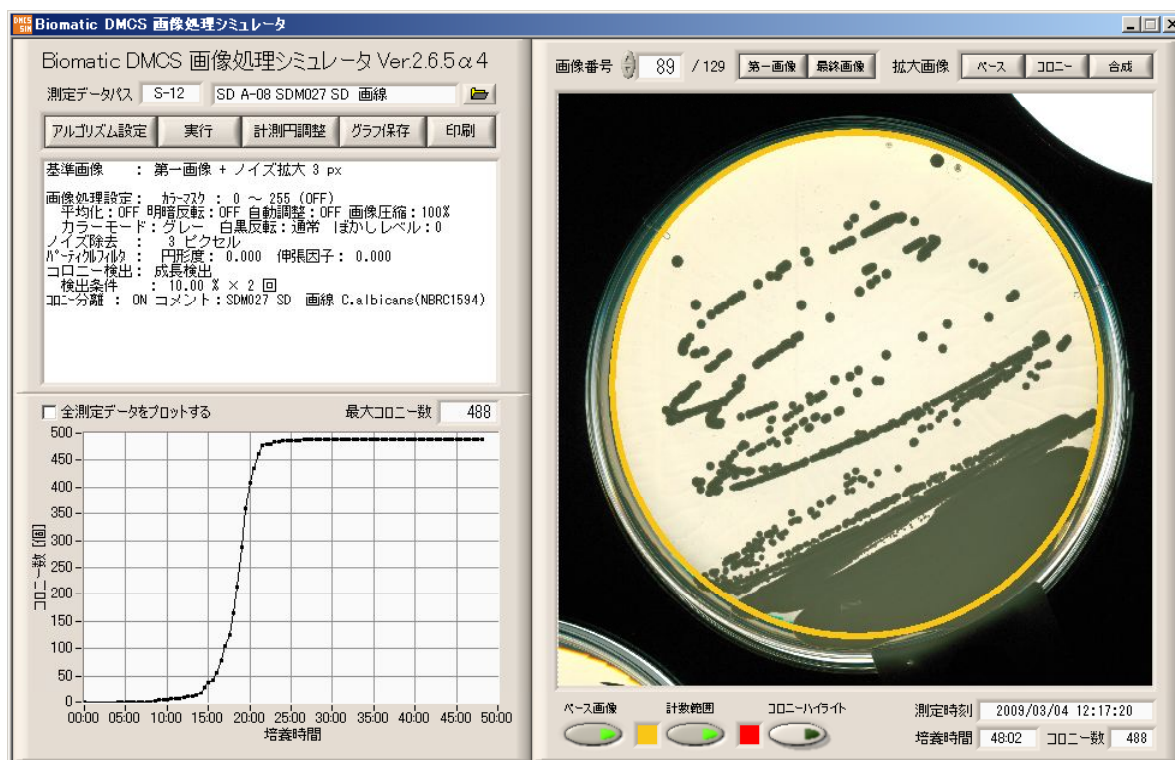 Biomatic DMCS 画像処理シミュレータ
Biomatic DMCS 画像処理シミュレータ Ver.2.6.5α4
測定データパス S-12 SD A-08 SDM027 SD 画線
アルゴリズム設定 実行 計測円調整 グラフ保存 印刷
基準画像 : 第一画像 + ノイズ拡大 3 px
画像処理設定 : カラーマスク : 0 ～ 255 (OFF)
平均化 : OFF 明暗反転 : OFF 自動調整 : OFF 画像圧縮 : 100%
カラーモード : グレー 白黒反転 : 通常 ぼかしレベル : 0
ノイズ除去 : 3 ピクセル
パーティクルフィルタ : 円形度 : 0.000 伸張因子 : 0.000
コロニー検出 : 成長検出
検出条件 : 10.00 % × 2 回
コロニー分離 : ON コメント : SDM027 SD 画線 C.albicans(NBRC1594)
全測定データをプロットする 最大コロニー数 488
コロニー数 [個]
500
450
400
350
300
250
200
150
100
50
0
00:00 05:00 10:00 15:00 20:00 25:00 30:00 35:00 40:00 45:00 50:00
培養時間
画像番号 89 / 129 第一画像 最終画像 拡大画像 ベース コロニー 合成
ベース画像 計数範囲 コロニーハイライト
測定時刻 2009/03/04 12:17:20
培養時間 48:02 コロニー数 488